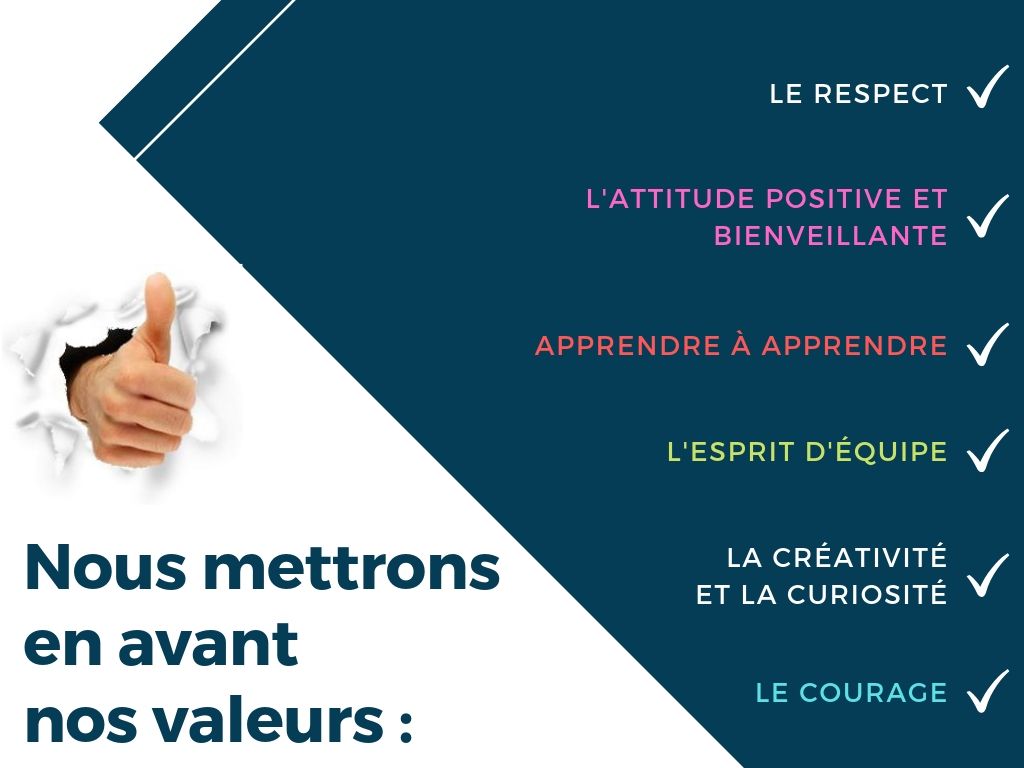 LE RESPECT
L'ATTITUDE POSITIVE ET
BIENVEILLANTE
APPRENDRE À APPRENDRE
L'ESPRIT D'ÉQUIPE
LA CRÉATIVITÉ
ET LA CURIOSITÉ
LE COURAGE
Nous mettrons
en avant
nos valeurs :